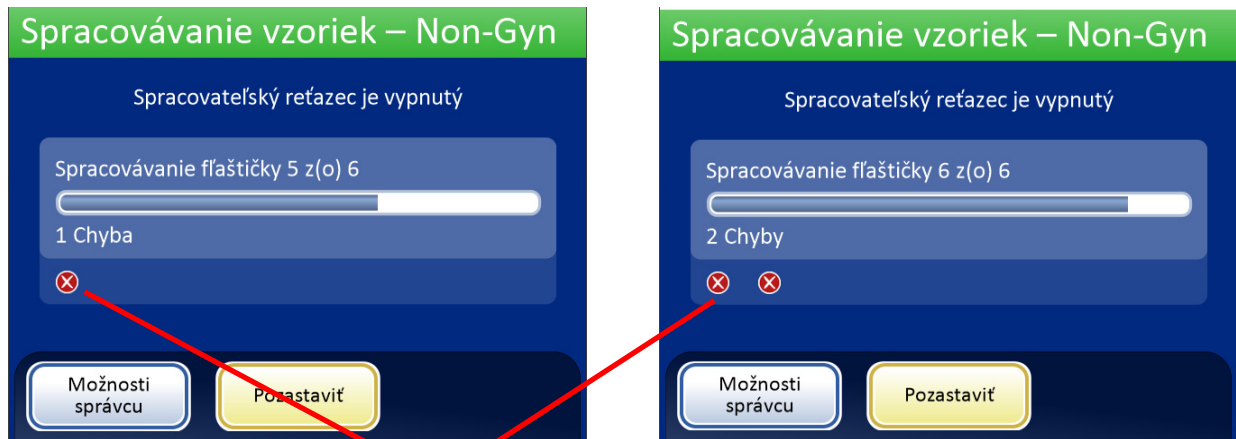 Spracovávanie vzoriek – Non-Gyn
Spracovateľský reťazec je vypnutý
Spracovávanie fľaštičky 5 z(o) 6
1 Chyba
Možnosti
správcu
Pozastaviť
Spracovávanie vzoriek – Non-Gyn
Spracovateľský reťazec je vypnutý
Spracovávanie fľaštičky 6 z(o) 6
2 Chyby
Možnosti
správcu
Pozastaviť